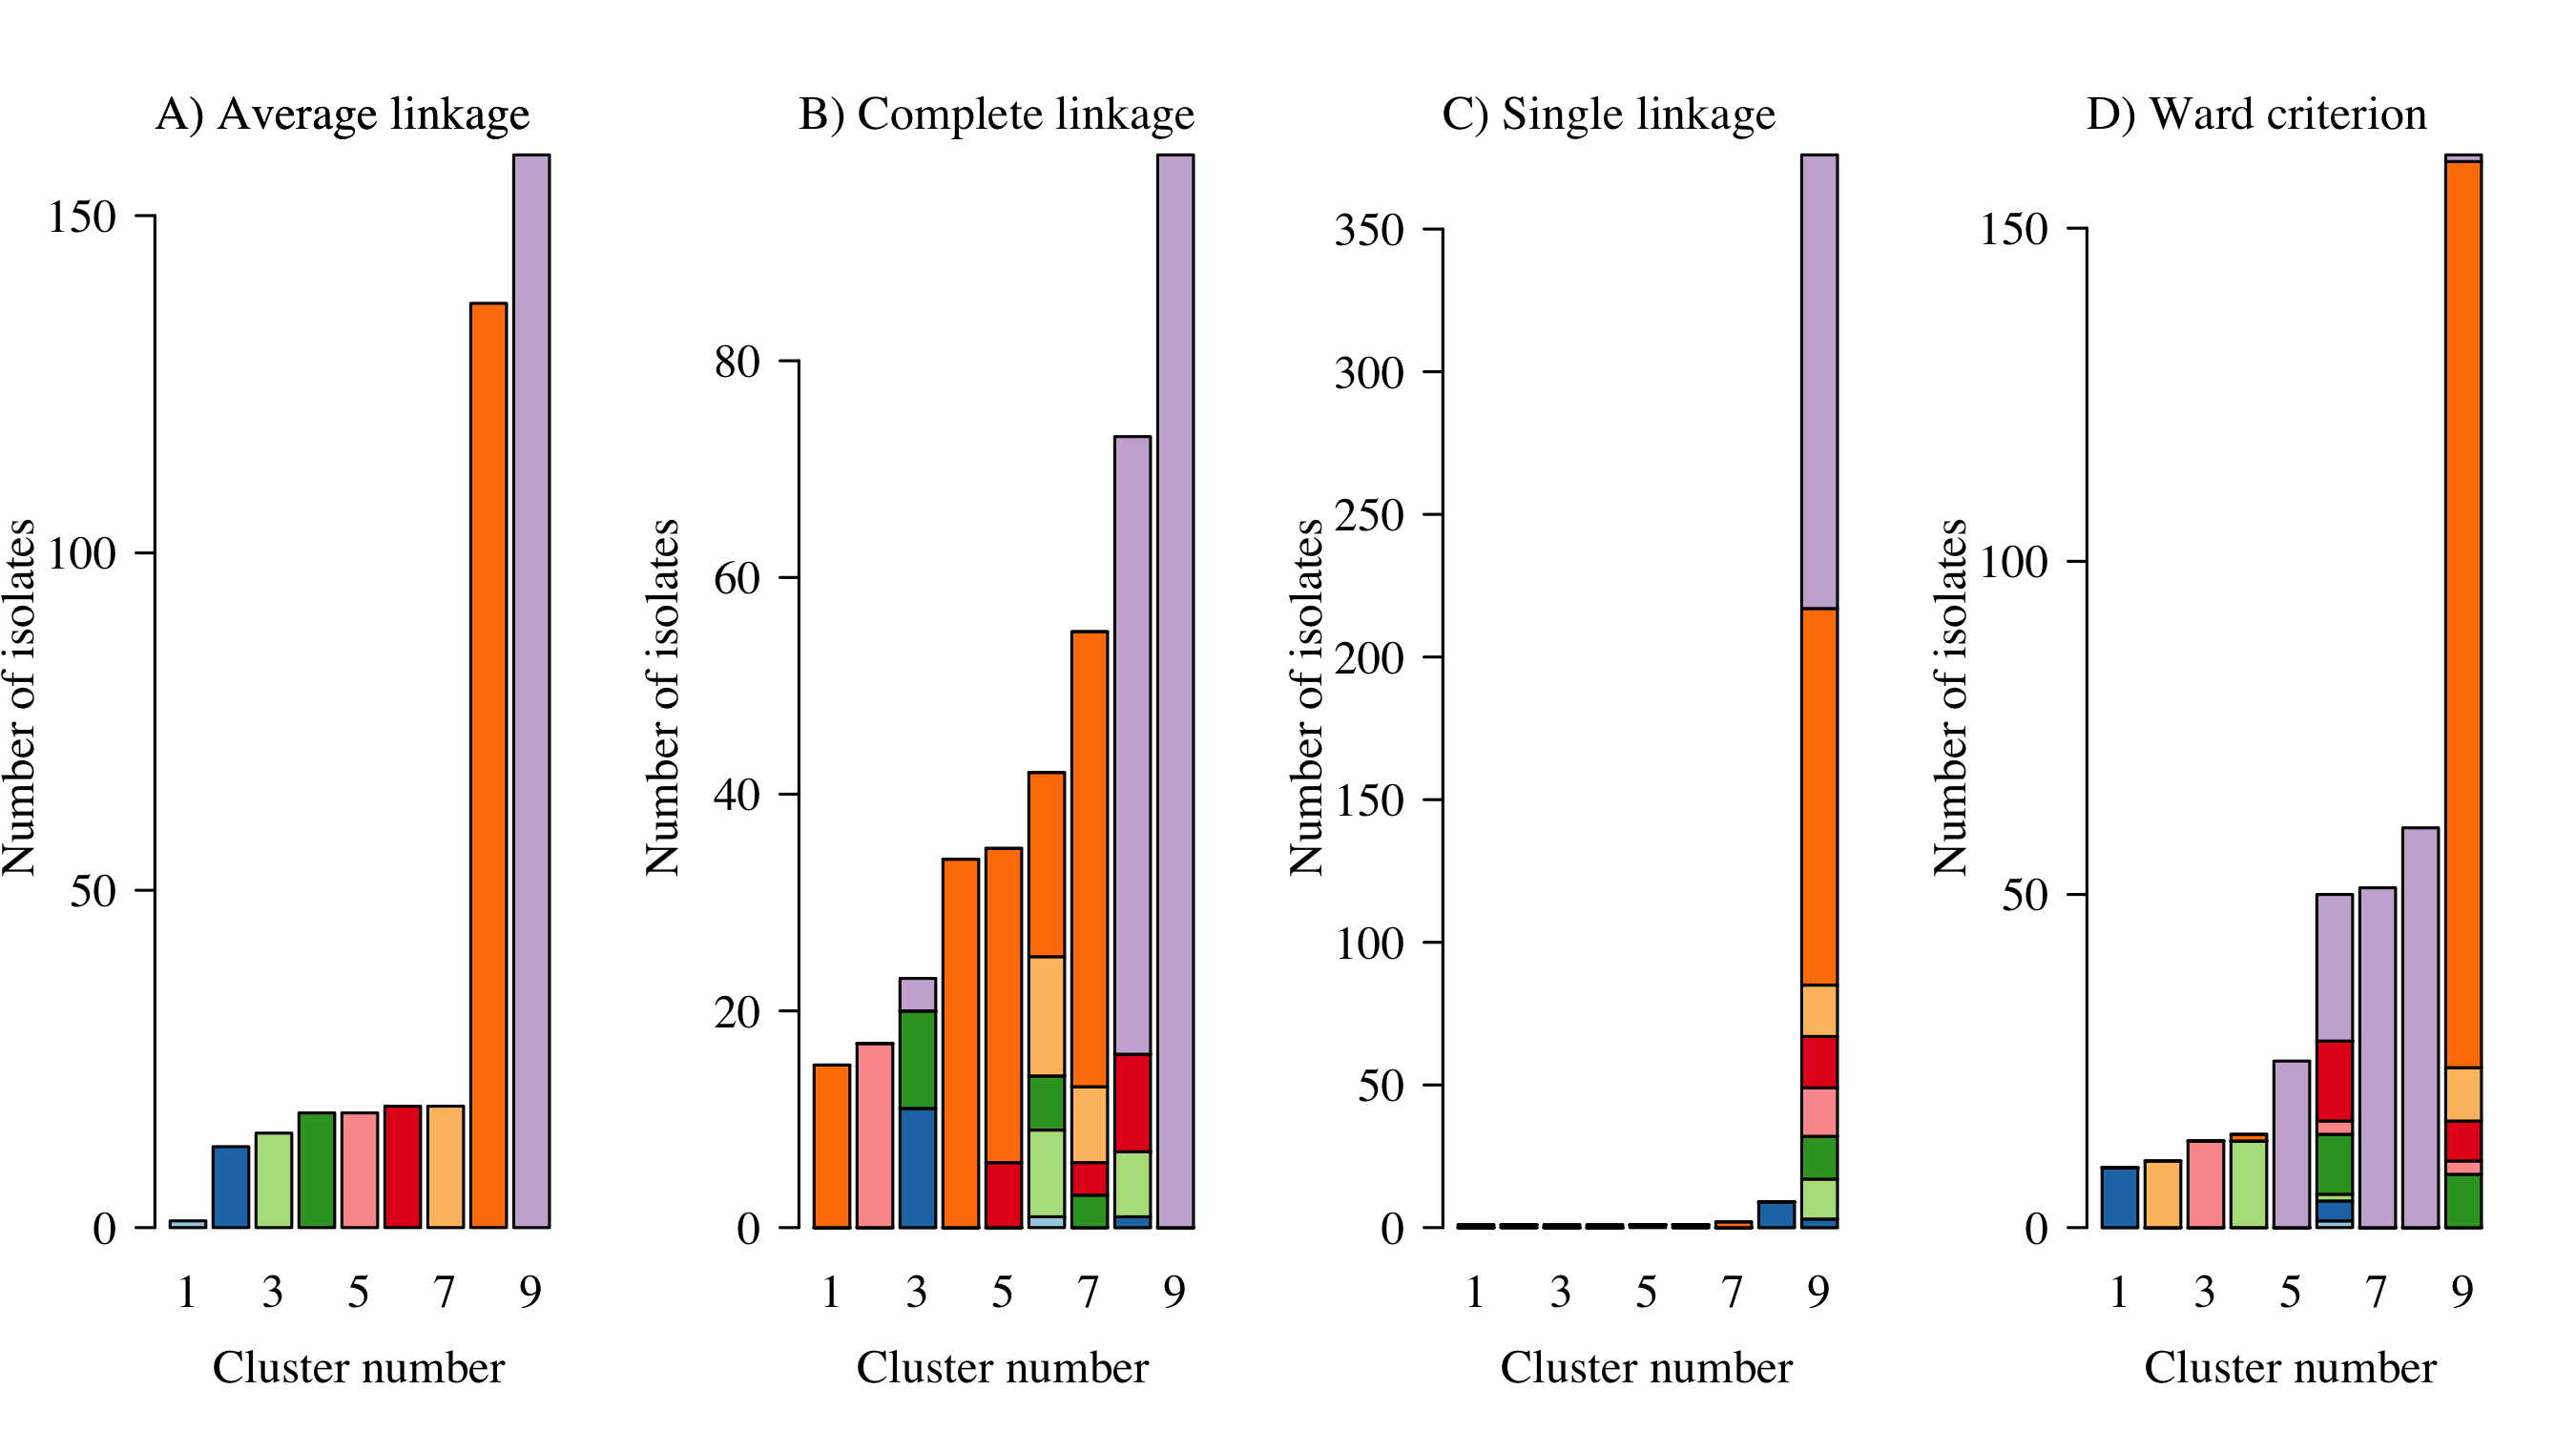 A) Average linkage
Number of isolates
150
100
50
0
1 3 5 7 9
Cluster number
B) Complete linkage
Number of isolates
80
60
40
20
0
1 3 5 7 9
Cluster number
C) Single linkage
Number of isolates
350
300
250
200
150
100
50
0
1 3 5 7 9
Cluster number
D) Ward criterion
Number of isolates
150
100
50
0
1 3 5 7 9
Cluster number